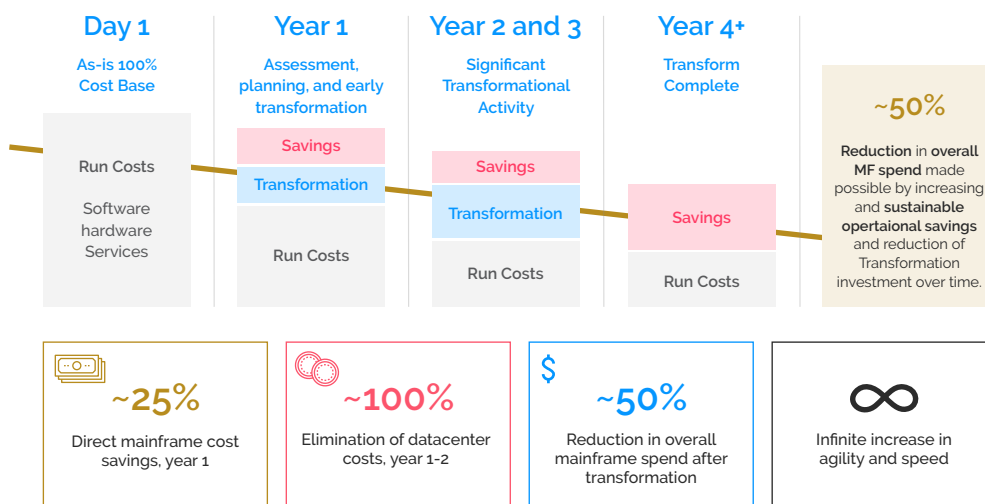 Day 1
As-is 100%
Cost Base
Run Costs
Software
hardware
Services
Year 1
Assessment,
planning, and early
transformation
Savings
Transformation
Run Costs
Year 2 and 3
Significant
Transformational
Activity
Savings
Transformation
Run Costs
Year 4+
Transform
Complete
Savings
Run Costs
~50%
Reduction in overall
MF spend made
possible by increasing
and sustainable
opertaional savings
and reduction of
Transformation
investment over time.
~25%
Direct mainframe cost
savings, year 1
~100%
Elimination of datacenter
costs, year 1-2
$
~50%
Reduction in overall
mainframe spend after
transformation
Infinite increase in
agility and speed